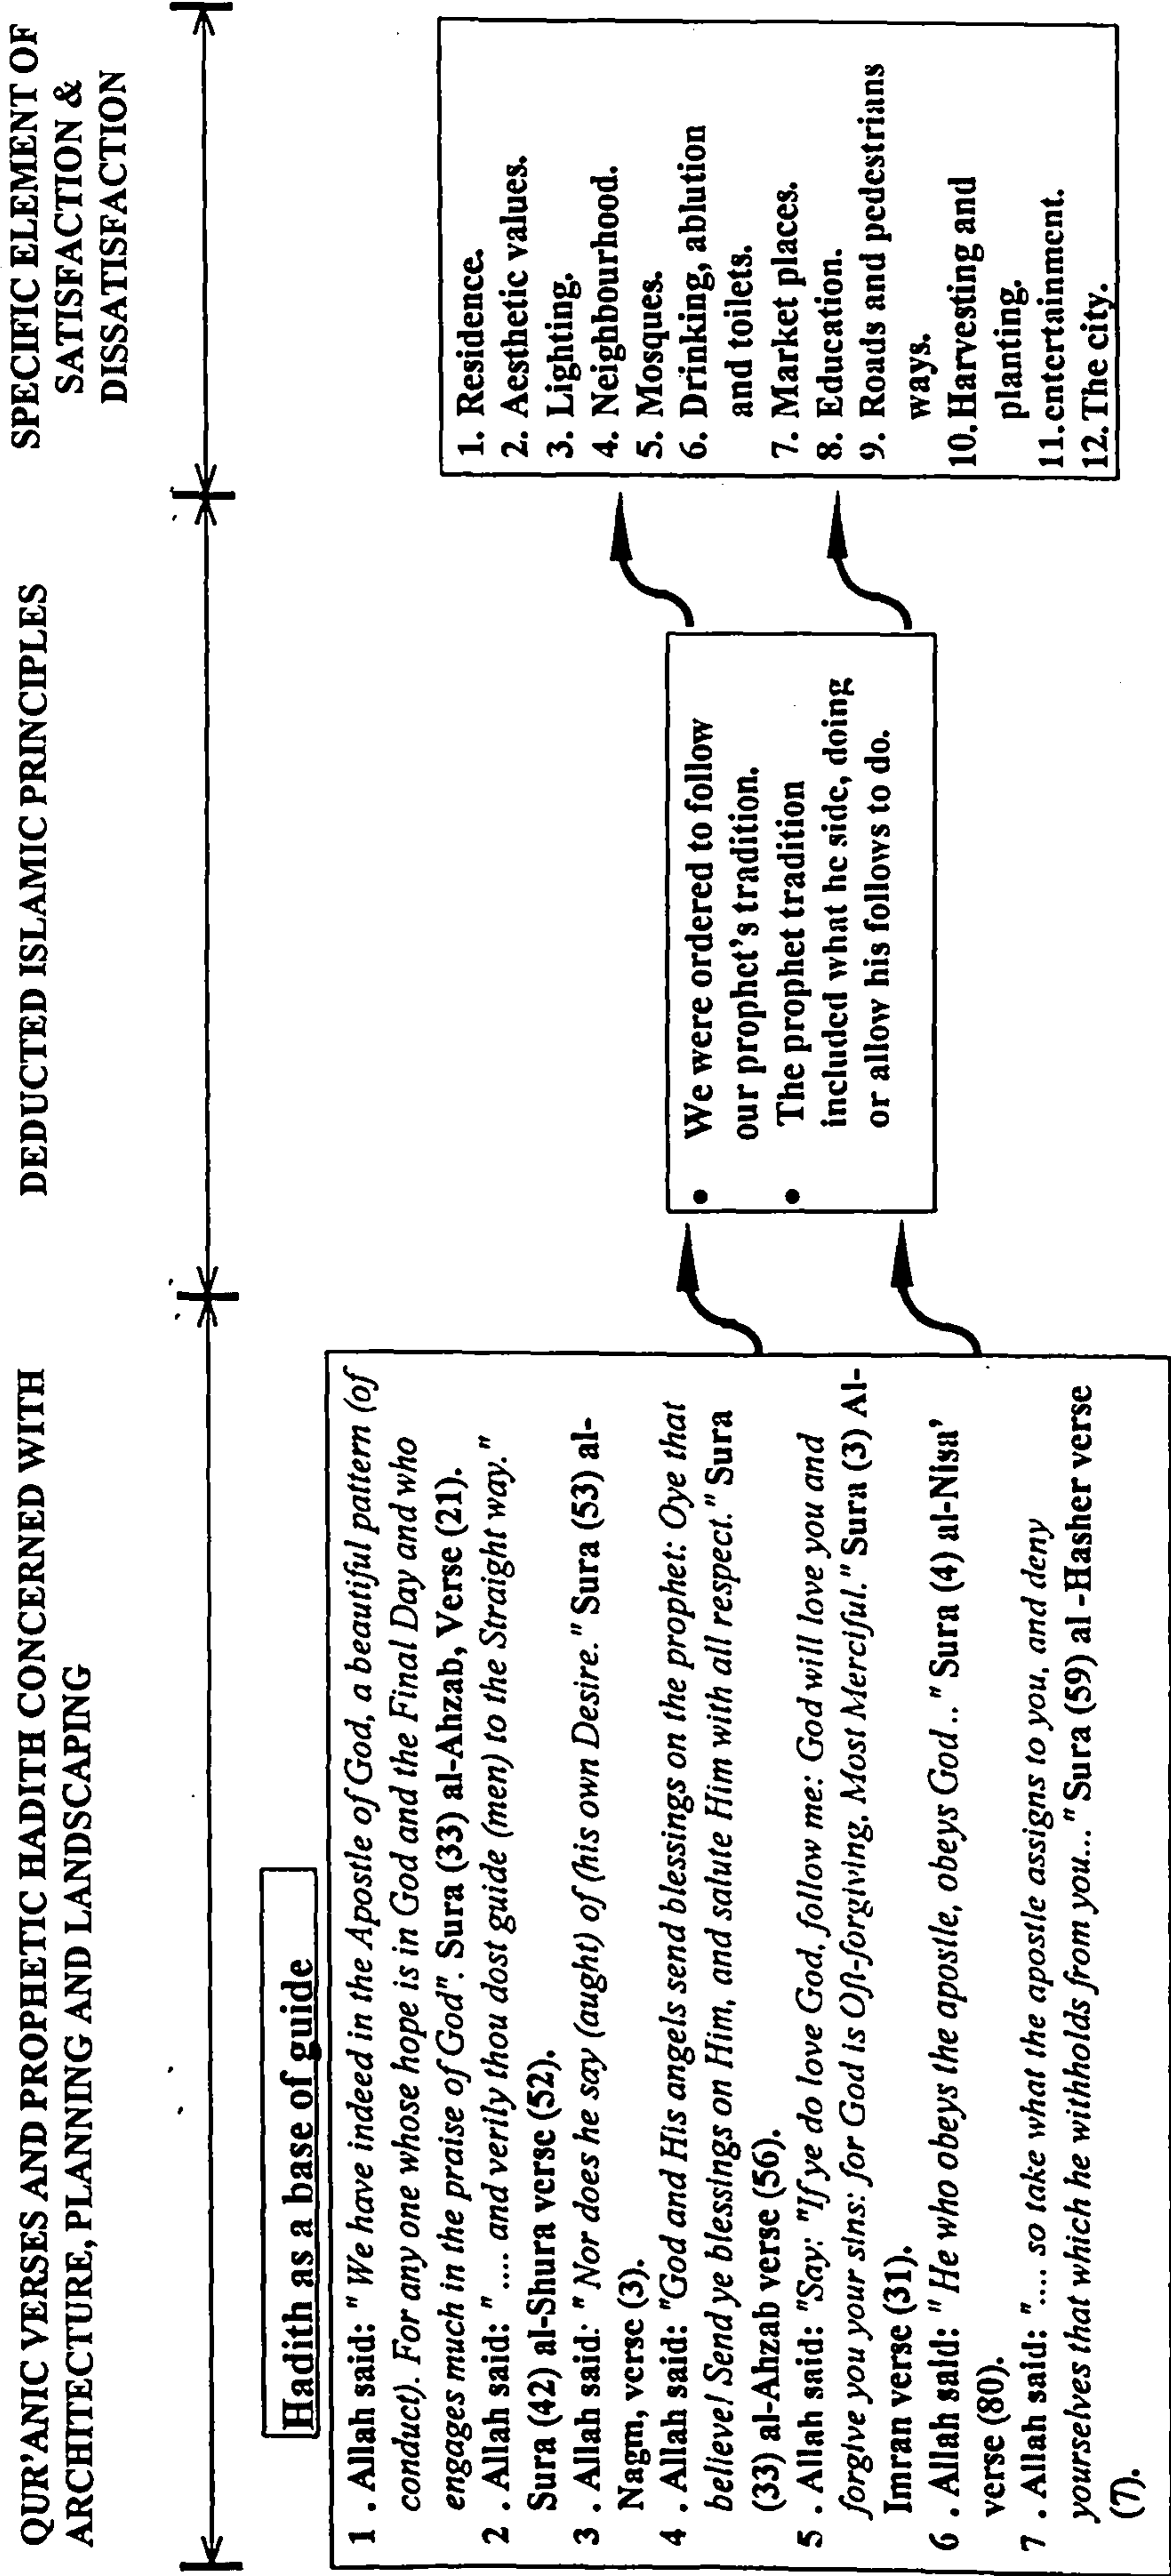 QUR'ANIC VERSES AND PROPHETIC HADITH CONCERNED WITH
ARCHITECTURE, PLANNING AND LANDSCAPING
DEDUCTED ISLAMIC PRINCIPLES
SPECIFIC ELEMENT OF
SATISFACTION &
DISSATISFACTION
Hadith as a base of guide
1 . Allah said: " We have indeed in the Apostle of God, a beautiful pattern (of
conduct). For any one whose hope is in God and the Final Day and who
engages much in the praise of God". Sura (33) al-Ahzab, Verse (21).
2 . Allah said: " .... and verily thou dost guide (men) to the Straight way."
Sura (42) al-Shura verse (52).
3 . Allah said: " Nor does he say (aught) of (his own Desire." Sura (53) al-
Nagm, verse (3).
4 . Allah said: "God and His angels send blessings on the prophet: Oye that
believe! Send ye blessings on Him, and salute Him with all respect." Sura
(33) al-Ahzab verse (56).
5 . Allah said: "Say: "If ye do love God, follow me: God will love you and
forgive you your sins: for God is Oft-forgiving, Most Merciful." Sura (3) Al-
Imran verse (31).
6 . Allah said: " He who obeys the apostle, obeys God .. " Sura (4) al-Nisa'
verse (80).
7 . Allah said: ".... so take what the apostle assigns to you, and deny
yourselves that which he withholds from you..." Sura (59) al -Hasher verse
(7).
• We were ordered to follow
our prophet's tradition.
• The prophet tradition
included what he side, doing
or allow his follows to do.
1. Residence.
2. Aesthetic values.
3. Lighting.
4. Neighbourhood.
5. Mosques.
6. Drinking, ablution
and toilets.
7. Market places.
8. Education.
9. Roads and pedestrians
ways.
10.Harvesting and
planting.
11.entertainment.
12. The city.